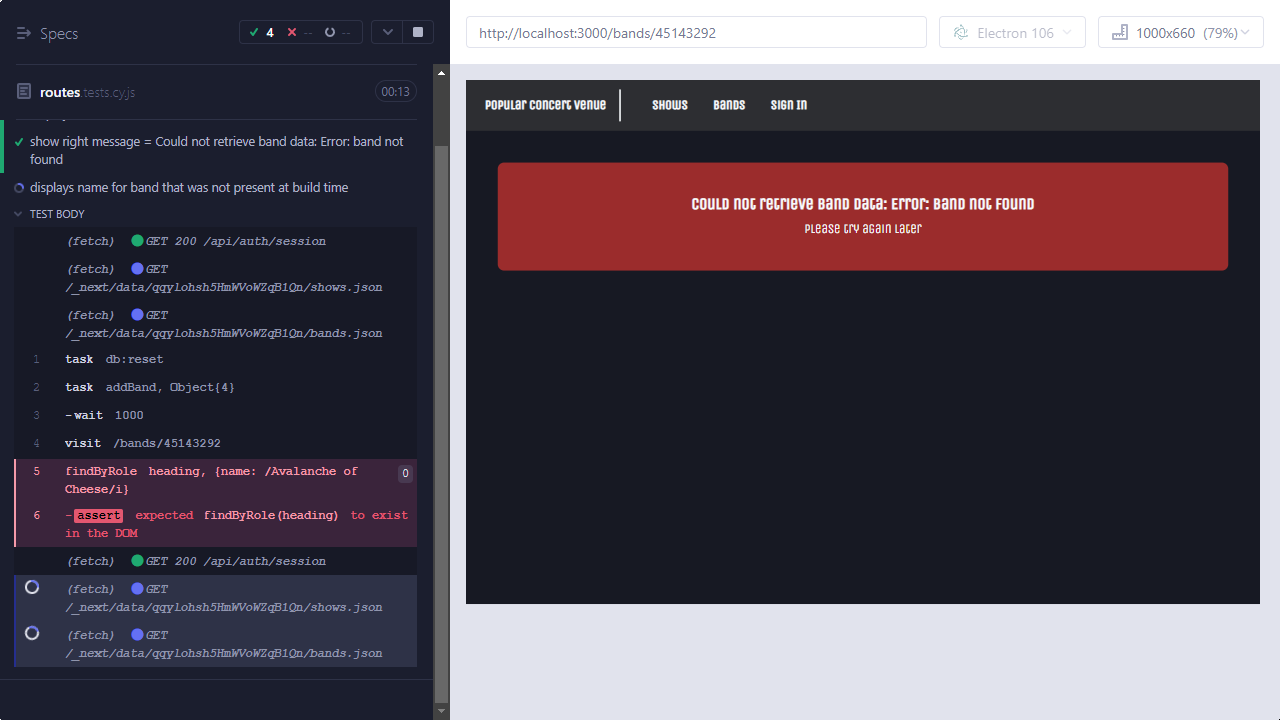 Specs
4
--
--
http://localhost:3000/bands/45143292
Electron 106
1000x660 (79%)
routes.tests.cy.js
00:13
show right message = Could not retrieve band data: Error: band not
found
displays name for band that was not present at build time
TEST BODY
(fetch) GET 200 /api/auth/session
(fetch) GET
/_next/data/qqylohsh5HmWVoWZqB1Qn/shows.json
(fetch) GET
/_next/data/qqylohsh5HmWVoWZqB1Qn/bands.json
1 task db:reset
2 task addBand, Object{4}
3 -wait 1000
4 visit /bands/45143292
5 findByRole heading, {name: /Avalanche of
Cheese/i}
0
6 -assert expected findByRole(heading) to exist
in the DOM
(fetch) GET 200 /api/auth/session
(fetch) GET
/_next/data/qqylohsh5HmWVoWZqB1Qn/shows.json
(fetch) GET
/_next/data/qqylohsh5HmWVoWZqB1Qn/bands.json
Popular Concert Venue
Shows
Bands
Sign In
Could not retrieve band data: Error: band not found
Please try again later